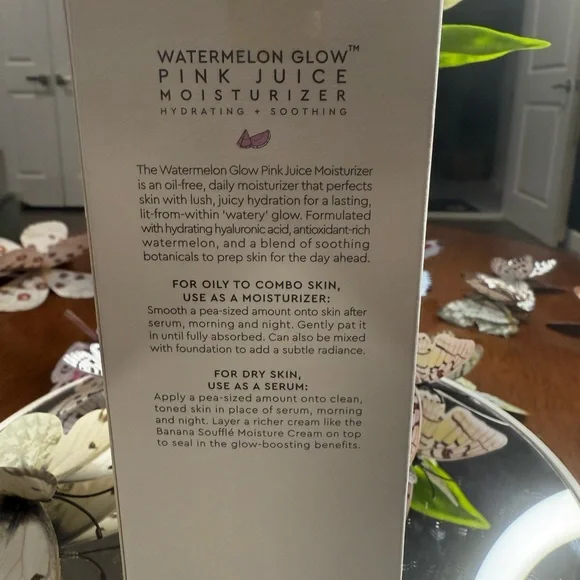 WATERMELON GLOW™
PINK JUICE
MOISTURIZER
HYDRATING + SOOTHING
The Watermelon Glow Pink Juice Moisturizer
is an oil-free, daily moisturizer that perfects
skin with lush, juicy hydration for a lasting,
lit-from-within 'watery' glow. Formulated
with hydrating hyaluronic acid, antioxidant-rich
watermelon, and a blend of soothing
botanicals to prep skin for the day ahead.
FOR OILY TO COMBO SKIN,
USE AS A MOISTURIZER:
Smooth a pea-sized amount onto skin after
serum, morning and night. Gently pat it
in until fully absorbed. Can also be mixed
with foundation to add a subtle radiance.
FOR DRY SKIN,
USE AS A SERUM:
Apply a pea-sized amount onto clean,
toned skin in place of serum, morning
and night. Layer a richer cream like the
Banana Soufflé Moisture Cream on top
to seal in the glow-boosting benefits.